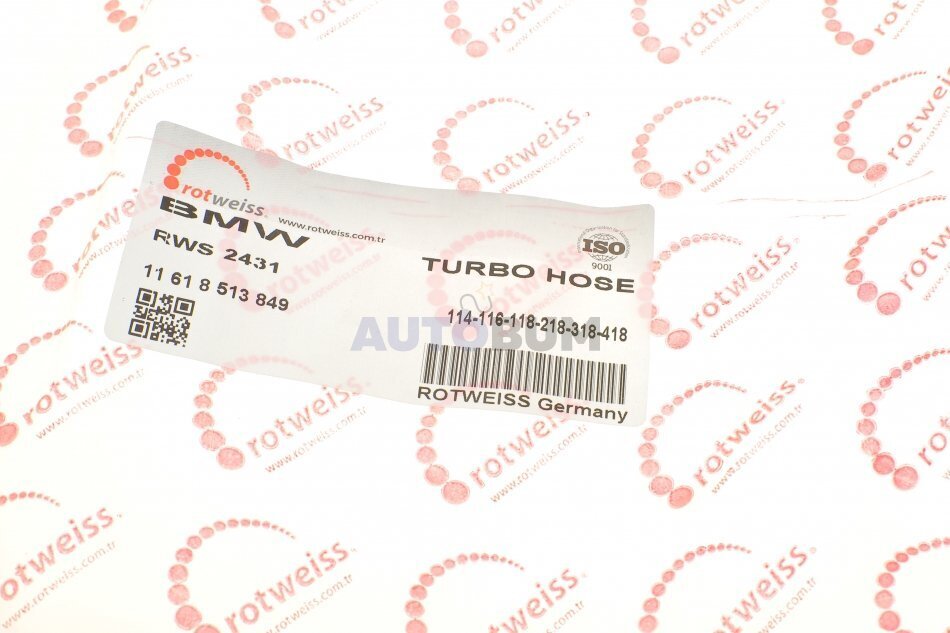 rotweiss.
www.rotweiss.com.tr
BMW
RWS 2431
11 61 8 513 849
ISO
9001
TURBO HOSE
114-116-118-218-318-418
AUTOBUM
ROTWEISS Germany
rotweiss.
www.rotweiss.com.tr